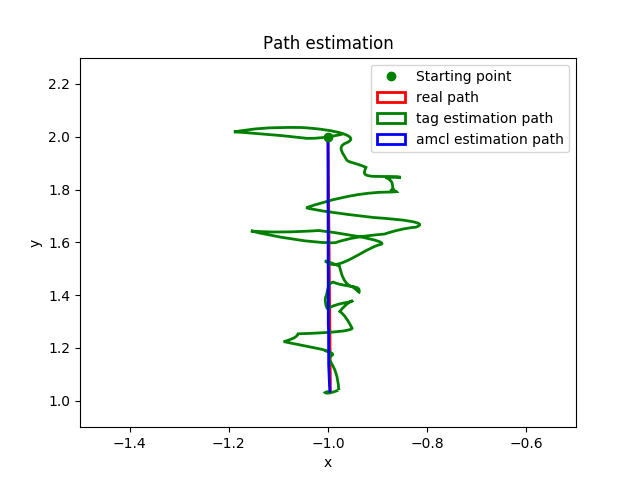 Path estimation
Starting point
real path
tag estimation path
amcl estimation path
2.2
2.0
1.8
1.6
1.4
1.2
1.0
y
−1.4
−1.2
−1.0
−0.8
−0.6
x